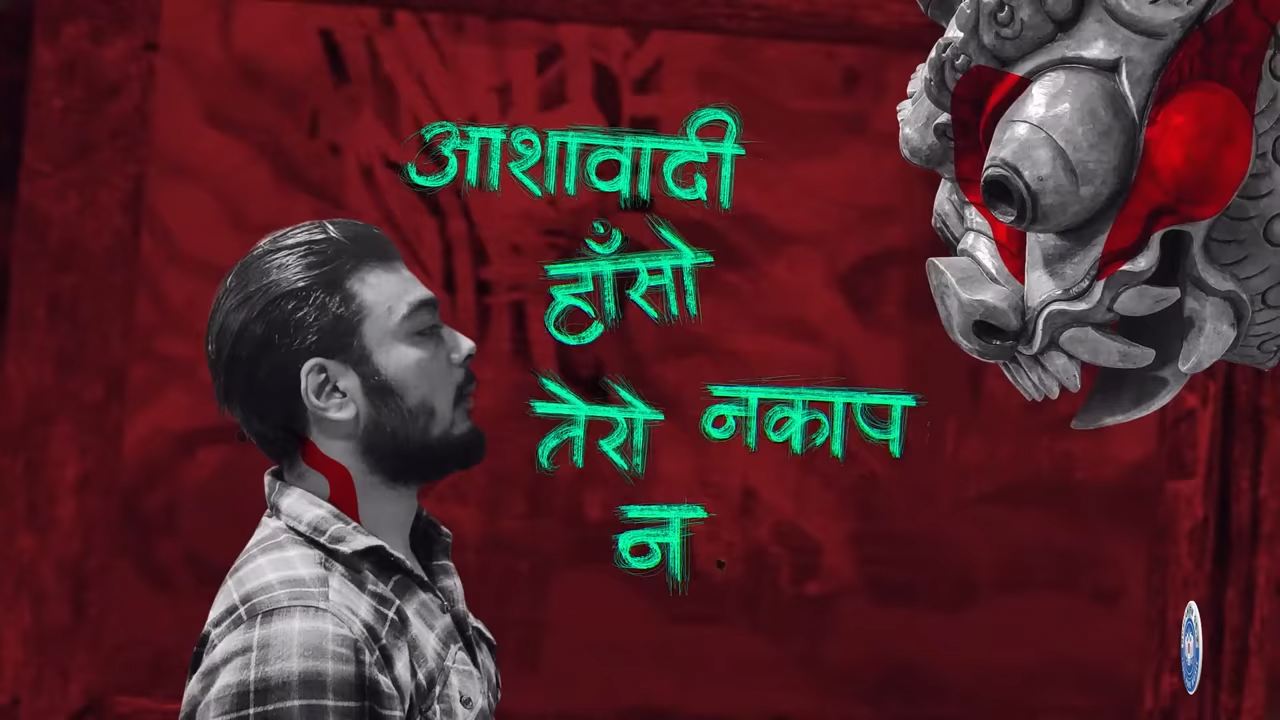 आशावादी
हाँसो
तेरो नकाप
न